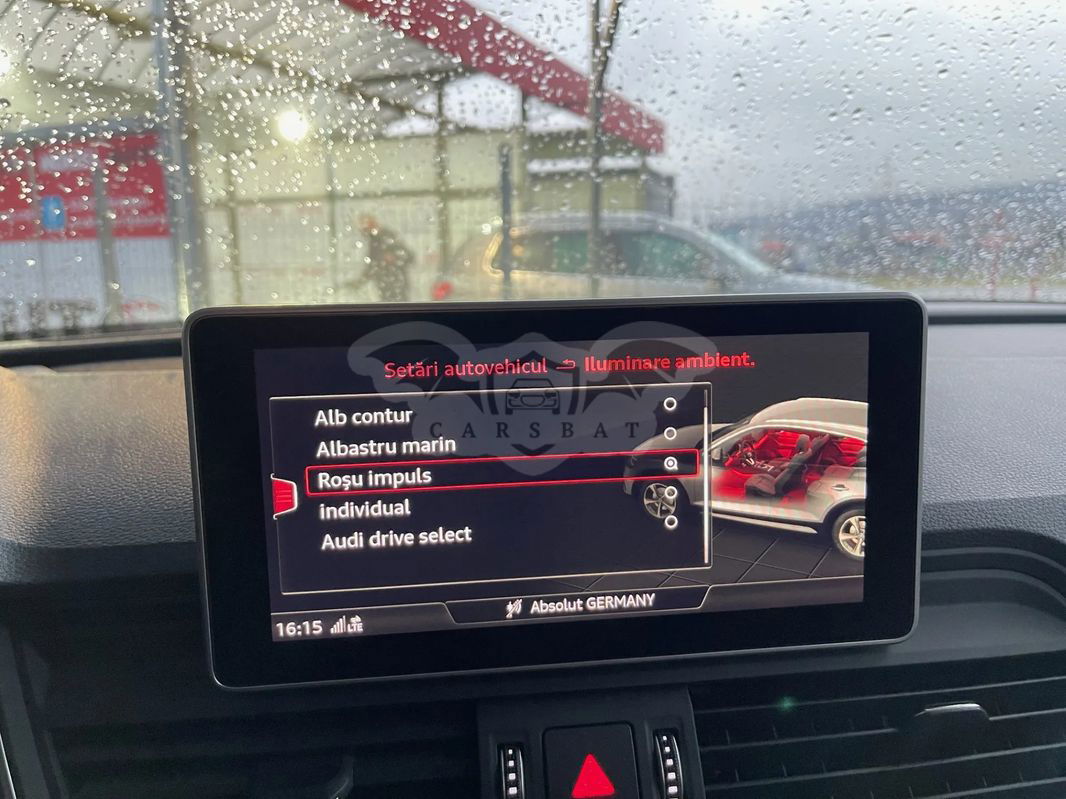 Setări autovehicul Iluminare ambient.
Alb contur
Albastru marin
Roșu impuls
individual
Audi drive select
CARSBAT
Absolut GERMANY
16:15 LTE